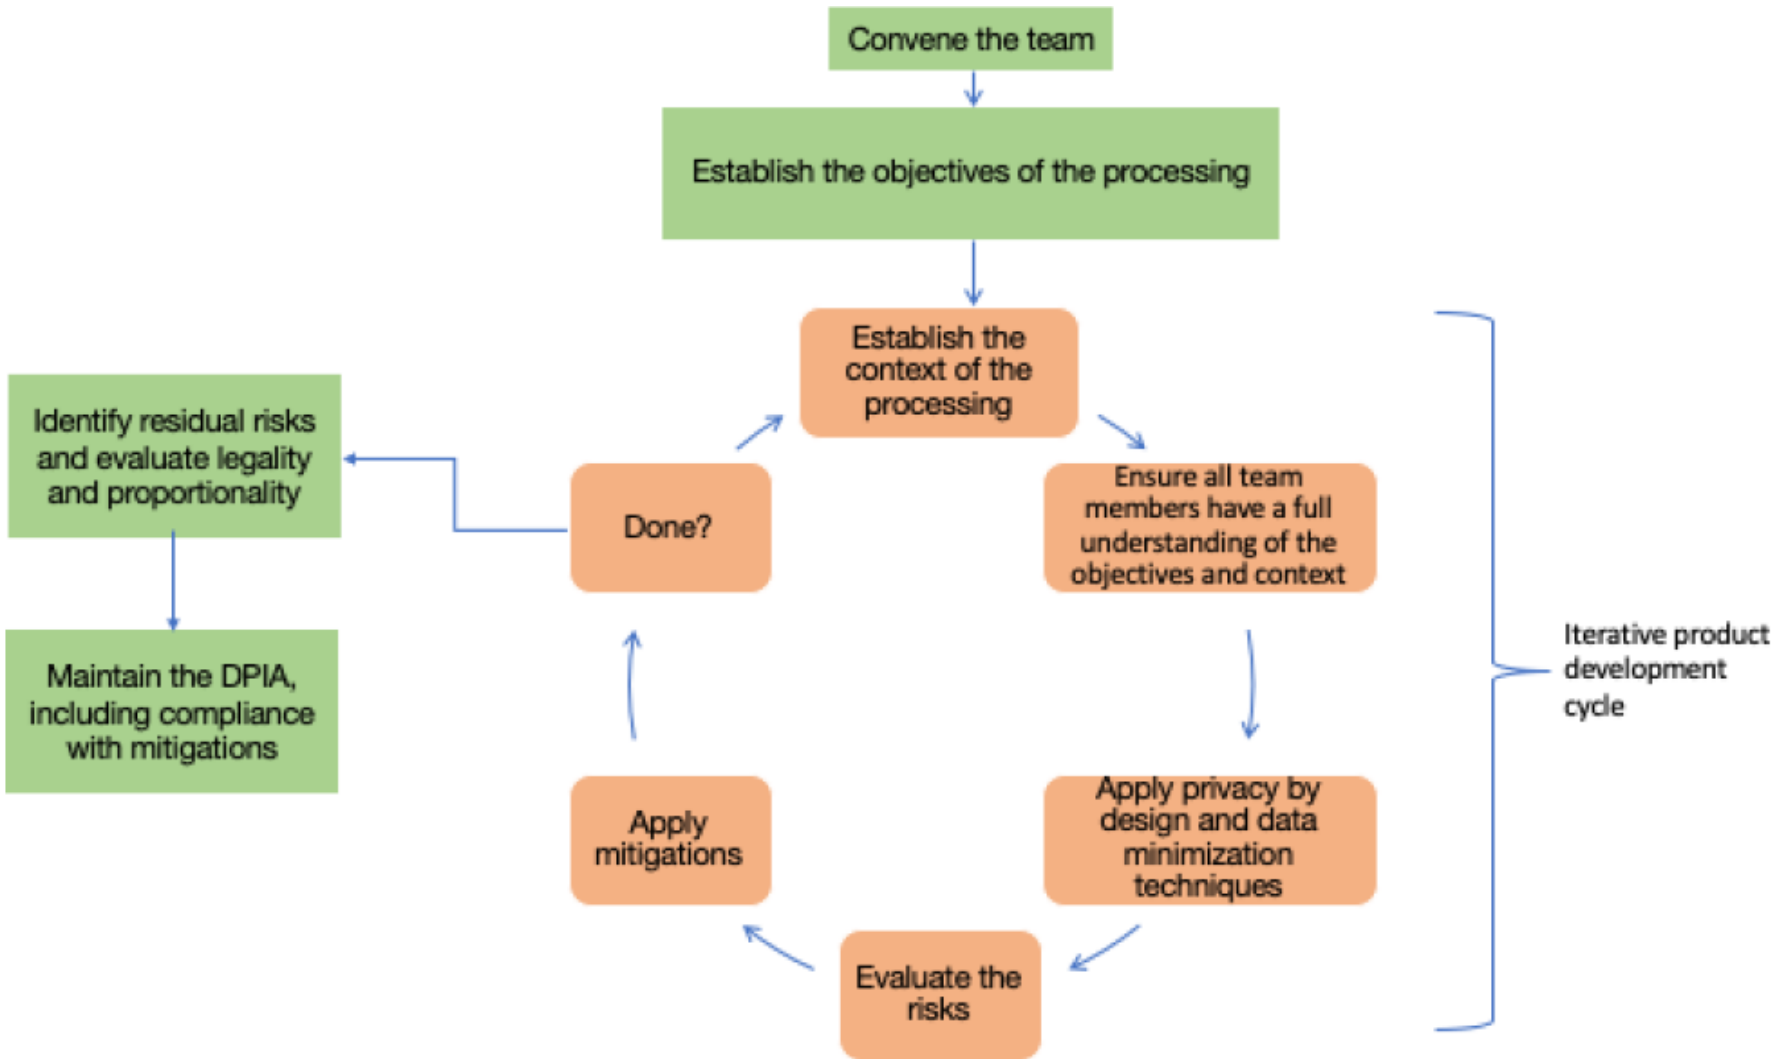 Convene the team
Establish the objectives of the processing
Establish the
context of the
processing
Ensure all team
members have a full
understanding of the
objectives and context
Apply privacy by
design and data
minimization
techniques
Evaluate the
risks
Apply
mitigations
Done?
Identify residual risks
and evaluate legality
and proportionality
Maintain the DPIA,
including compliance
with mitigations
Iterative product
development
cycle